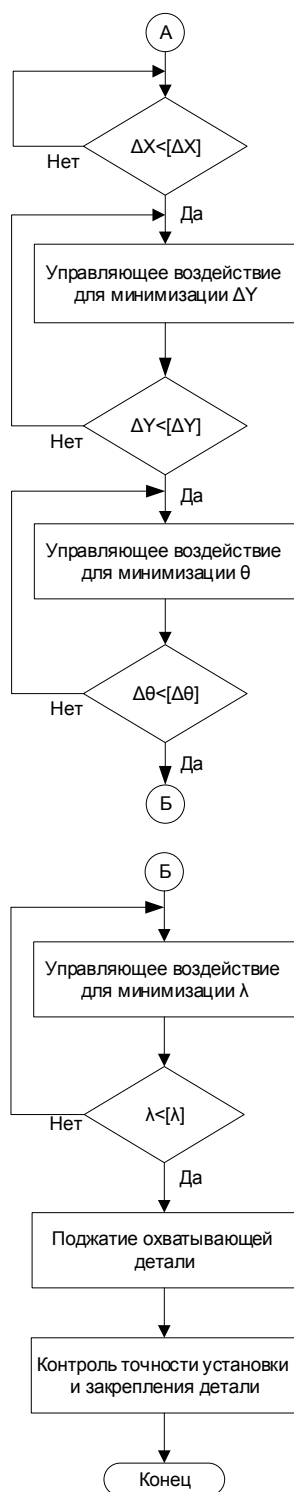 А
ΔX<[ΔX]
Нет
Да
Управляющее воздействие
для минимизации ΔY
ΔY<[ΔY]
Нет
Да
Управляющее воздействие
для минимизации θ
Δθ<[Δθ]
Нет
Да
Б
Б
Управляющее воздействие
для минимизации λ
λ<[λ]
Нет
Да
Поджатие охватывающей
детали
Контроль точности установки
и закрепления детали
Конец